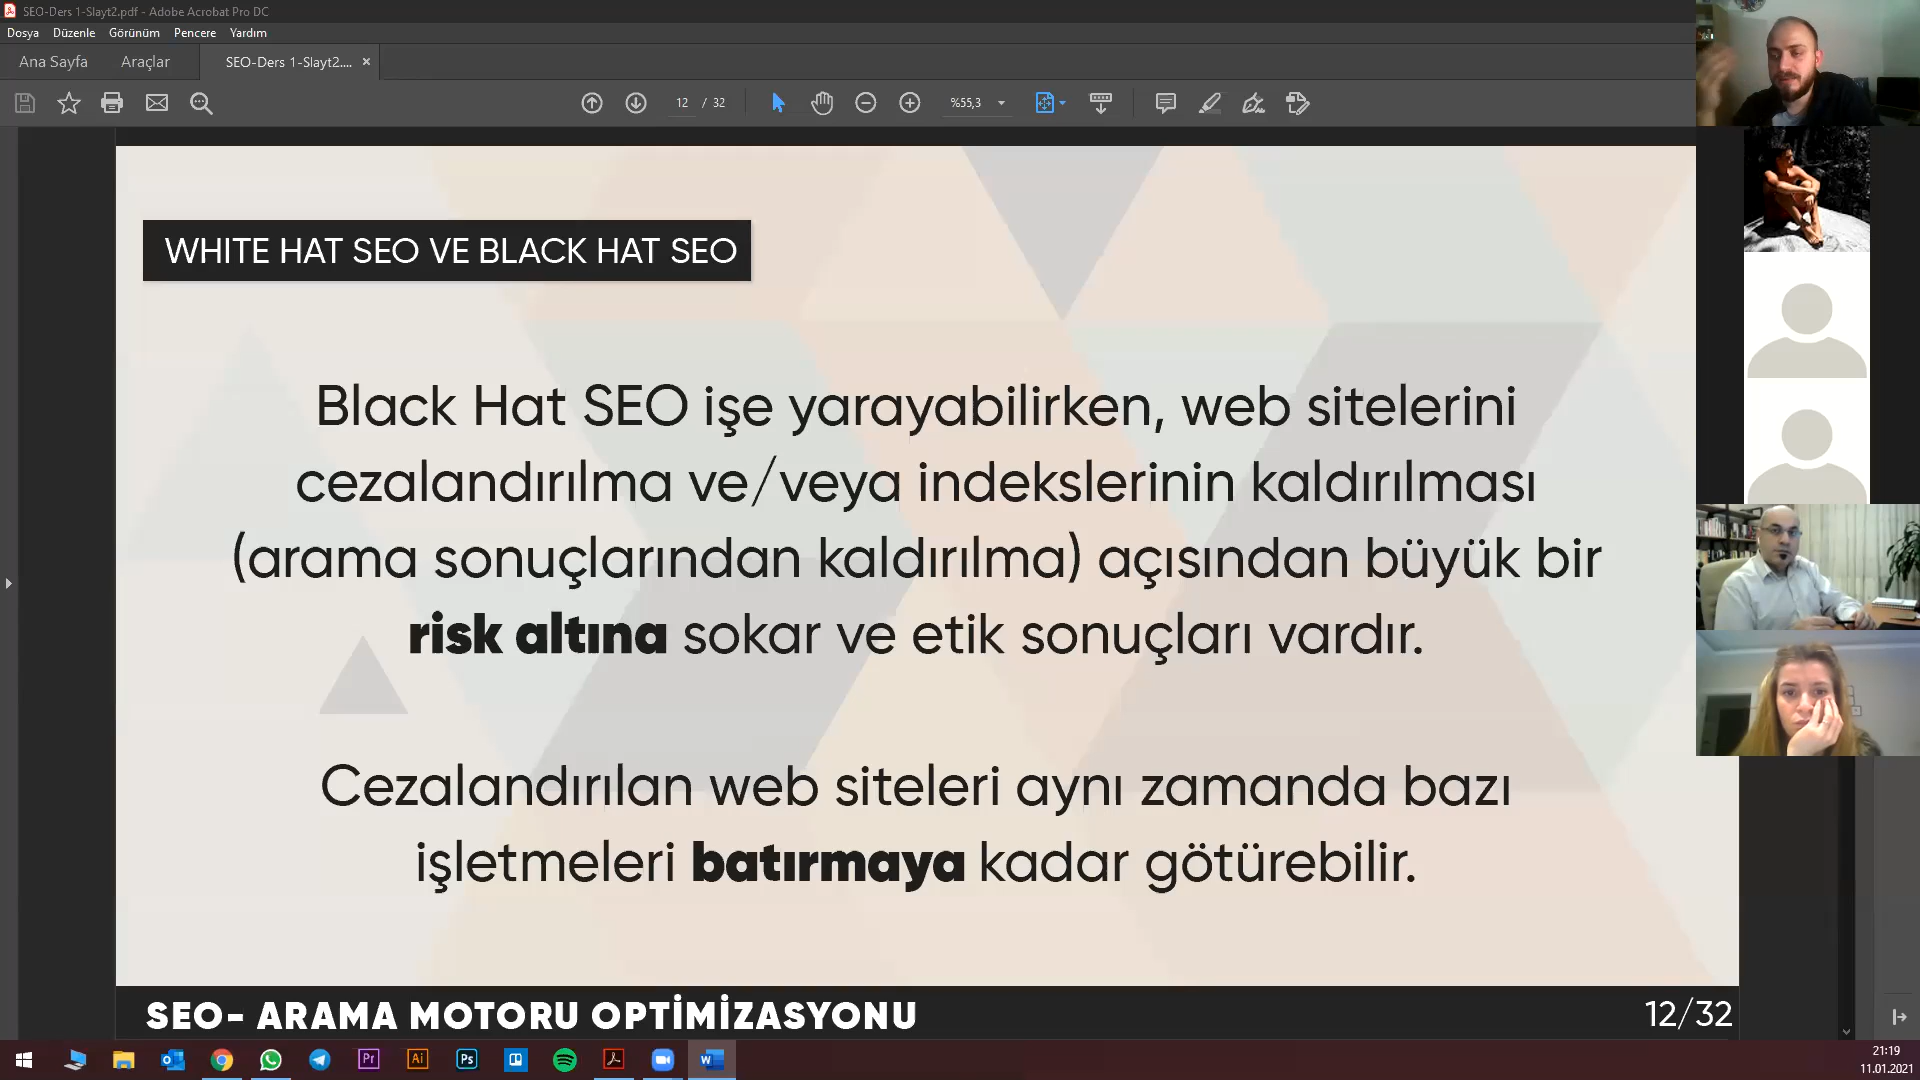 SEO-Ders 1-Slayt2.pdf - Adobe Acrobat Pro DC
Dosya Düzenle Görünüm Pencere Yardım
Ana Sayfa Araçlar SEO-Ders 1-Slayt2.... ×
12 / 32 %55,3
WHITE HAT SEO VE BLACK HAT SEO
Black Hat SEO işe yarayabilirken, web sitelerini
cezalandırılma ve/veya indekslerinin kaldırılması
(arama sonuçlarından kaldırılma) açısından büyük bir
risk altına sokar ve etik sonuçları vardır.
Cezalandırılan web siteleri aynı zamanda bazı
işletmeleri batırmaya kadar götürebilir.
SEO- ARAMA MOTORU OPTİMİZASYONU 12/32
Pr Ai Ps
21:19
11.01.2021